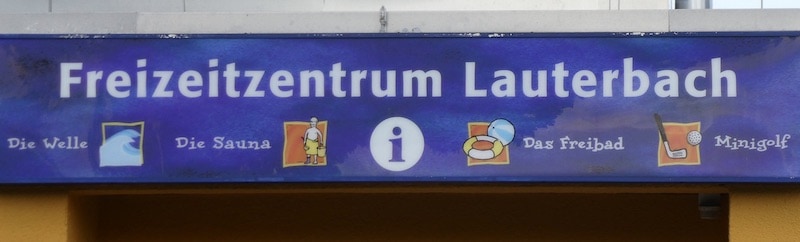 Freizeitzentrum Lauterbach
Die Welle Die Sauna i Das Freibad Minigolf